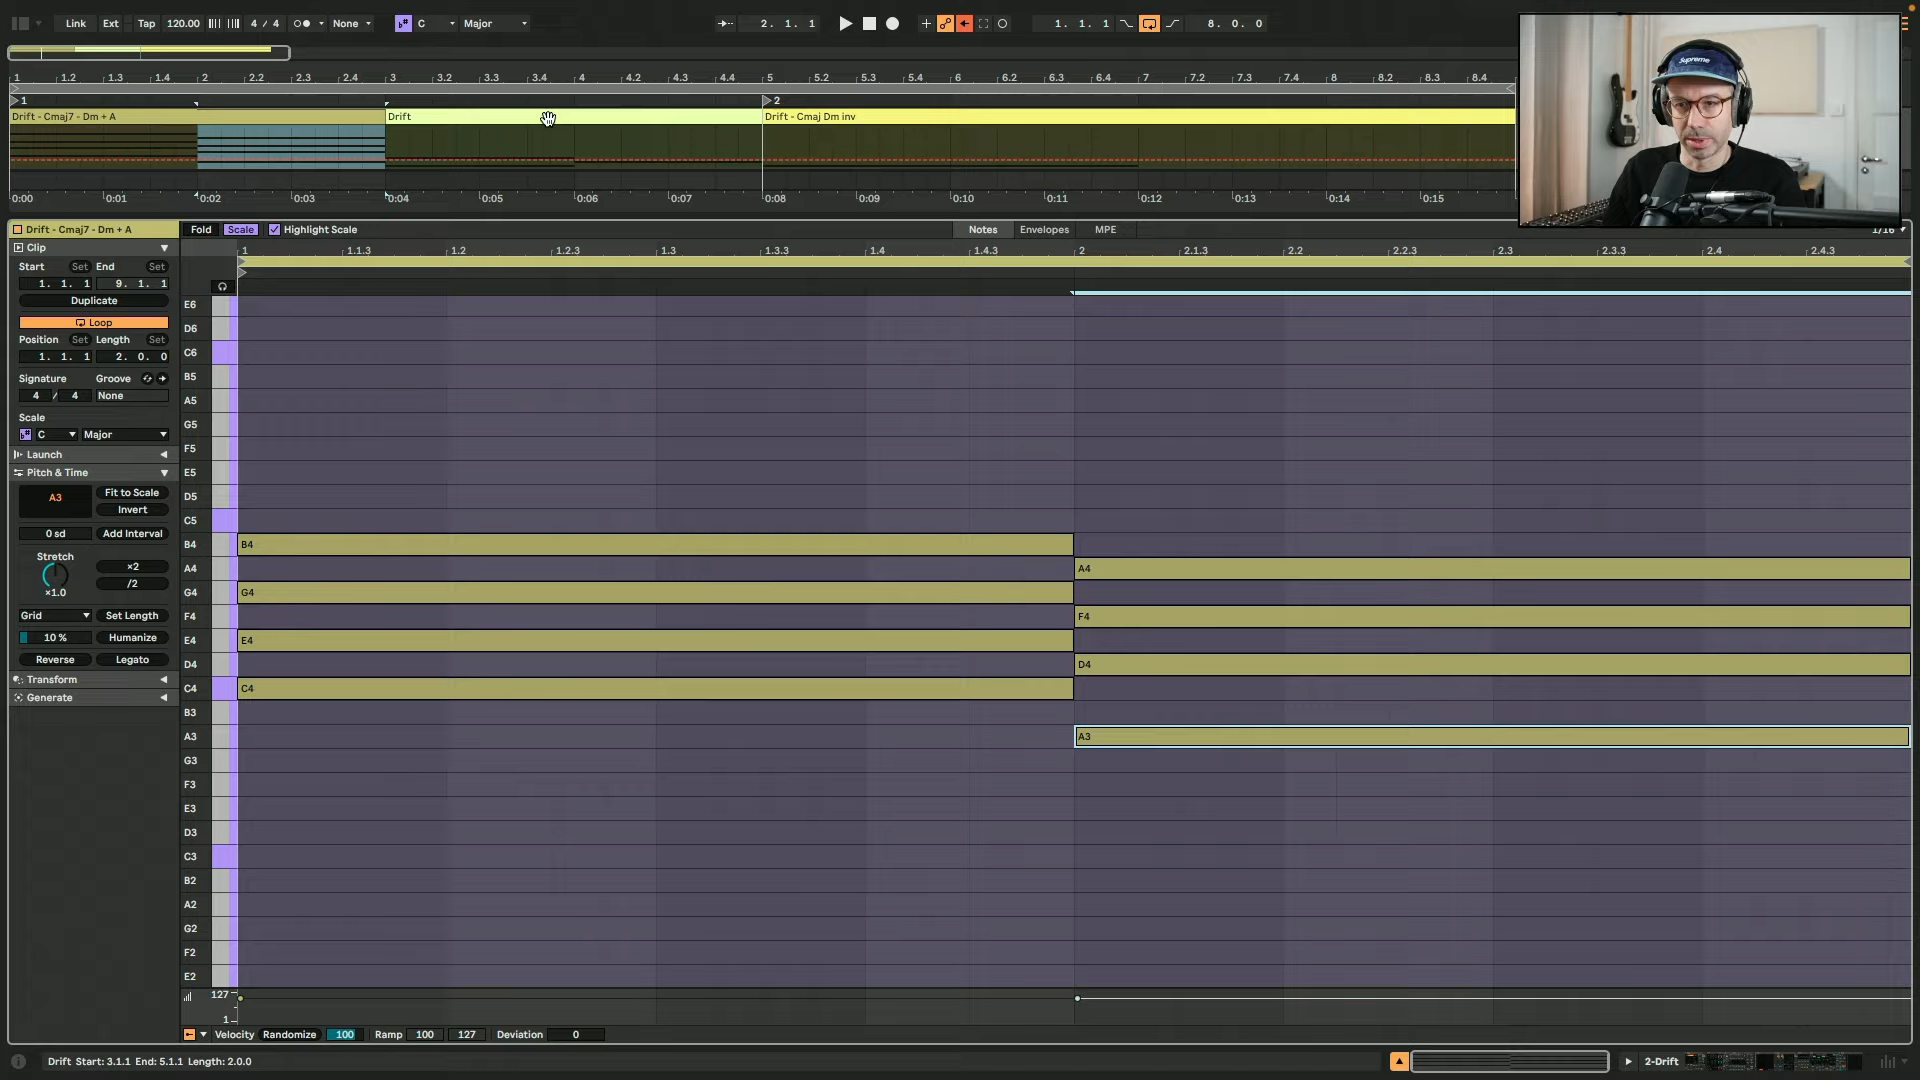 Link Ext Tap 120.00 4 / 4 None C Major 2. 1. 1 1. 1. 1 8. 0. 0
1 1.2 1.3 1.4 2 2.2 2.3 2.4 3 3.2 3.3 3.4 4 4.2 4.3 4.4 5 5.2 5.3 5.4 6 6.2 6.3 6.4 7 7.2 7.3 7.4 8 8.2 8.3 8.4
1 2
Drift - Cmaj7 - Dm + A Drift Drift - Cmaj Dm inv
0:00 0:01 0:02 0:03 0:04 0:05 0:06 0:07 0:08 0:09 0:10 0:11 0:12 0:13 0:14 0:15
Supreme
Drift - Cmaj7 - Dm + A Fold Scale Highlight Scale Notes Envelopes MPE 1/16
Clip 1 1.1.3 1.2 1.2.3 1.3 1.3.3 1.4 1.4.3 2 2.1.3 2.2 2.2.3 2.3 2.3.3 2.4 2.4.3
Start Set End Set
1. 1. 1 9. 1. 1
Duplicate
Loop
Position Set Length Set
1. 1. 1 2. 0. 0
Signature Groove
4 / 4 None
Scale
C Major
Launch
Pitch & Time
A3 Fit to Scale
Invert
0 sd Add Interval
Stretch
×2
/2
×1.0
Grid Set Length
10 % Humanize
Reverse Legato
Transform
Generate
E6
D6
C6
B5
A5
G5
F5
E5
D5
C5
B4 B4
A4 A4
G4 G4
F4 F4
E4 E4
D4 D4
C4 C4
B3
A3 A3
G3
F3
E3
D3
C3
B2
A2
G2
F2
E2
127
1
Velocity Randomize 100 Ramp 100 127 Deviation 0
Drift Start: 3.1.1 End: 5.1.1 Length: 2.0.0 2-Drift